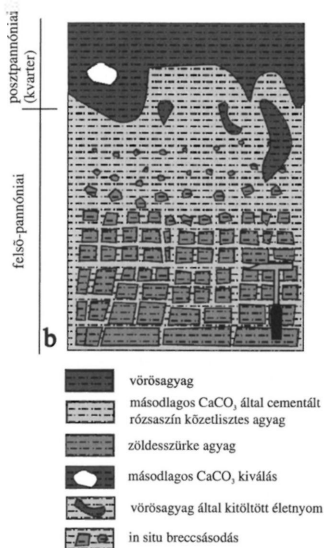 posztpannóniai
(kvarter)
felső-pannóniai
b
vörösagyag
másodlagos CaCO₃ által cementált
rózsaszín kőzetlisztes agyag
zöldesszürke agyag
másodlagos CaCO₃ kiválás
vörösagyag által kitöltött életnyom
in situ breccsásodás